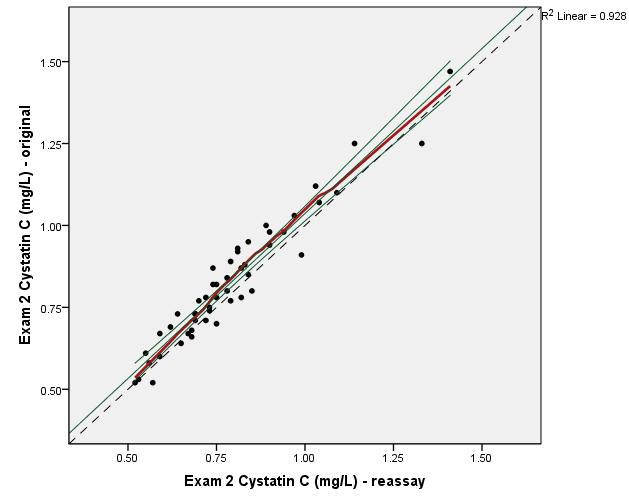 R² Linear = 0.928
Exam 2 Cystatin C (mg/L) - original
1.50
1.25
1.00
0.75
0.50
0.50 0.75 1.00 1.25 1.50
Exam 2 Cystatin C (mg/L) - reassay